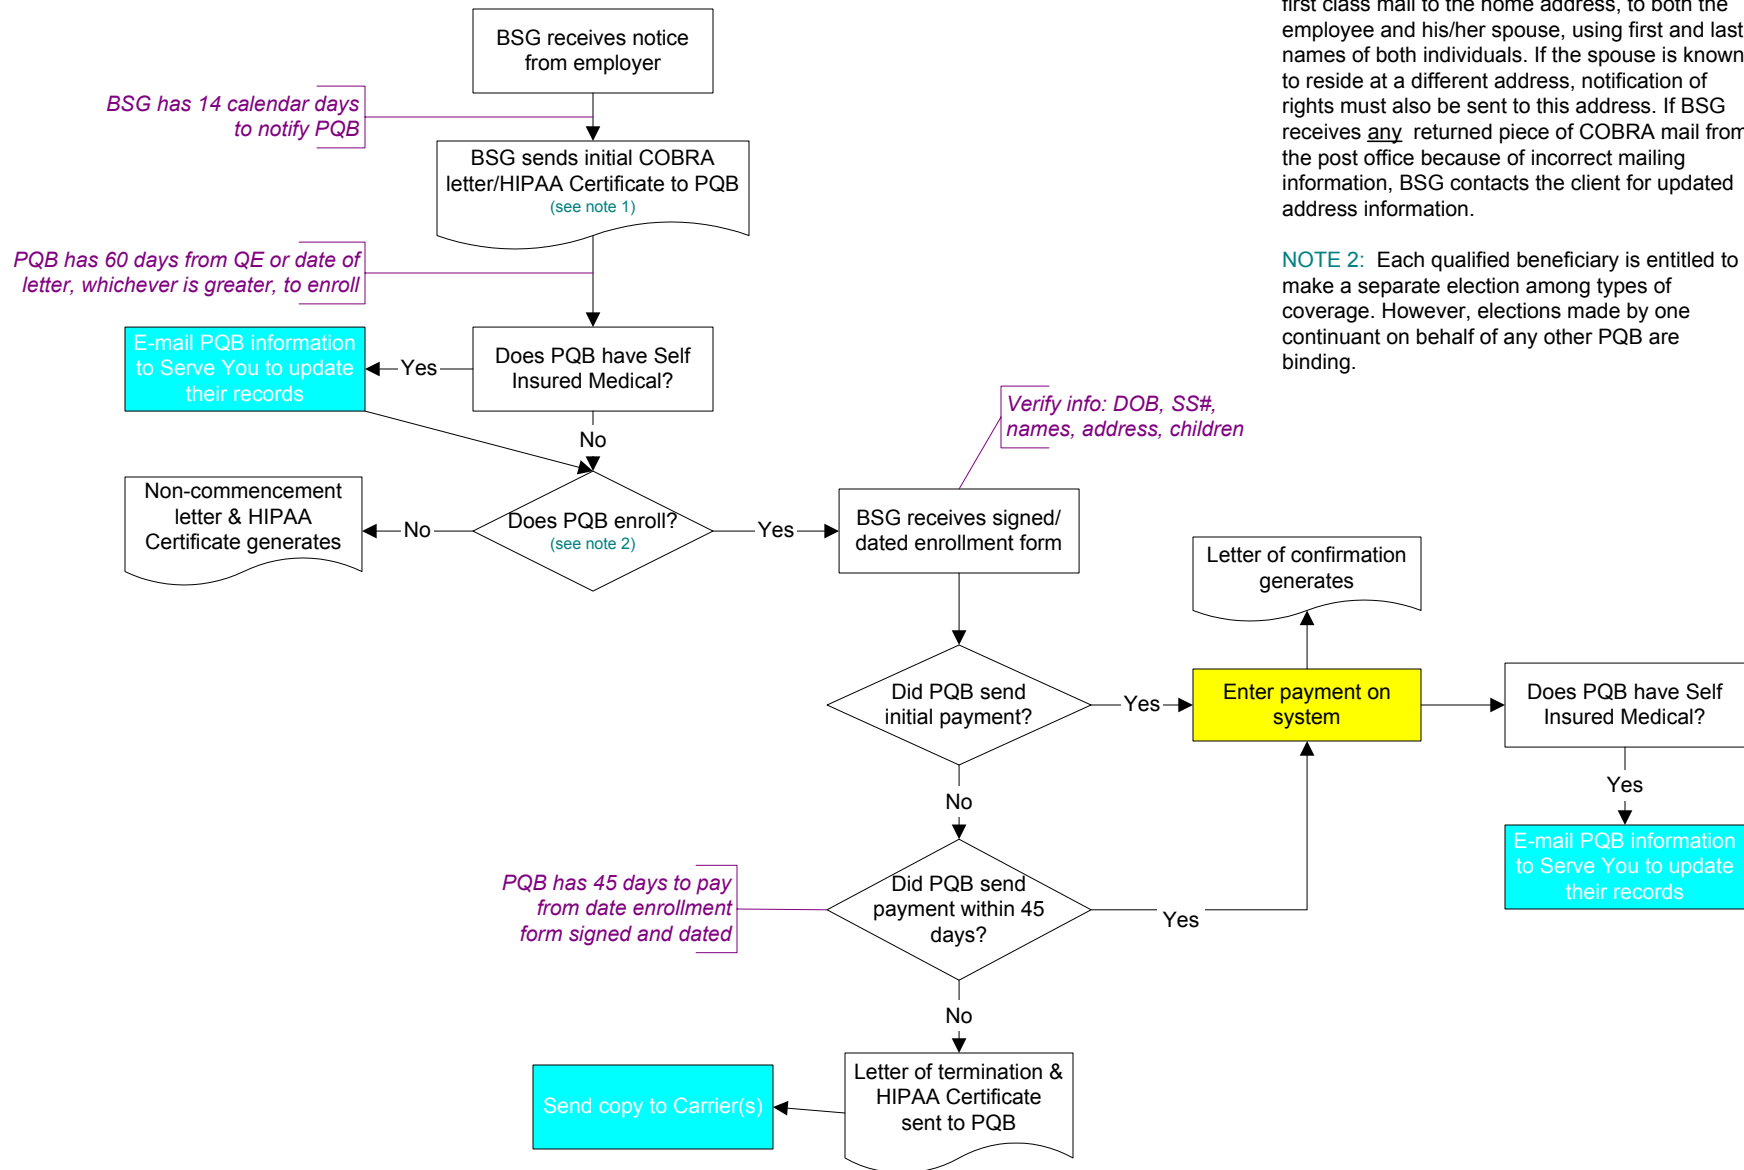 BSG receives notice
from employer
BSG has 14 calendar days
to notify PQB
BSG sends initial COBRA
letter/HIPAA Certificate to PQB
(see note 1)
PQB has 60 days from QE or date of
letter, whichever is greater, to enroll
E-mail PQB information
to Serve You to update
their records
Yes
Does PQB have Self
Insured Medical?
No
Non-commencement
letter & HIPAA
Certificate generates
No
Does PQB enroll?
(see note 2)
Yes
Verify info: DOB, SS#,
names, address, children
BSG receives signed/
dated enrollment form
Letter of confirmation
generates
Did PQB send
initial payment?
Yes
Enter payment on
system
Does PQB have Self
Insured Medical?
Yes
E-mail PQB information
to Serve You to update
their records
No
PQB has 45 days to pay
from date enrollment
form signed and dated
Did PQB send
payment within 45
days?
Yes
No
Letter of termination &
HIPAA Certificate
sent to PQB
Send copy to Carrier(s)
first class mail to the home address, to both the
employee and his/her spouse, using first and last
names of both individuals. If the spouse is known
to reside at a different address, notification of
rights must also be sent to this address. If BSG
receives any returned piece of COBRA mail from
the post office because of incorrect mailing
information, BSG contacts the client for updated
address information.
NOTE 2: Each qualified beneficiary is entitled to
make a separate election among types of
coverage. However, elections made by one
continuant on behalf of any other PQB are
binding.